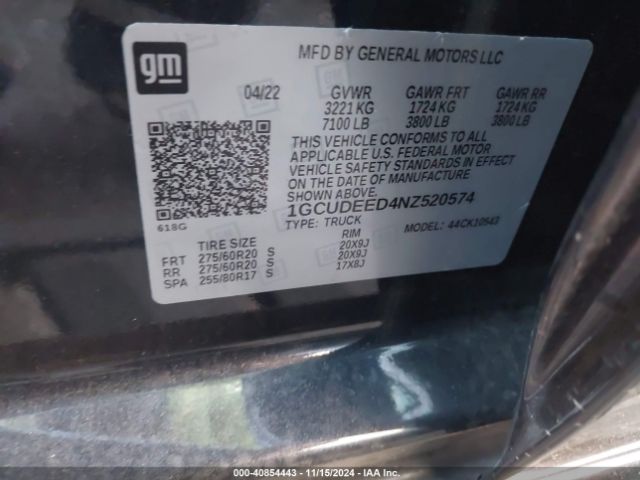 gm
MFD BY GENERAL MOTORS LLC
04/22 GVWR GAWR FRT GAWR RR
3221 KG 1724 KG 1724 KG
7100 LB 3800 LB 3800 LB
THIS VEHICLE CONFORMS TO ALL
APPLICABLE U.S. FEDERAL MOTOR
VEHICLE SAFETY STANDARDS IN EFFECT
ON THE DATE OF MANUFACTURE
SHOWN ABOVE.
1GCUDEED4NZ520574
TYPE: TRUCK MODEL: 44CK10543
618G
TIRE SIZE RIM
FRT 275/60R20 S 20X9J
RR 275/60R20 S 20X9J
SPA 255/80R17 S 17X8J
000-40854443 - 11/15/2024 - IAA Inc.